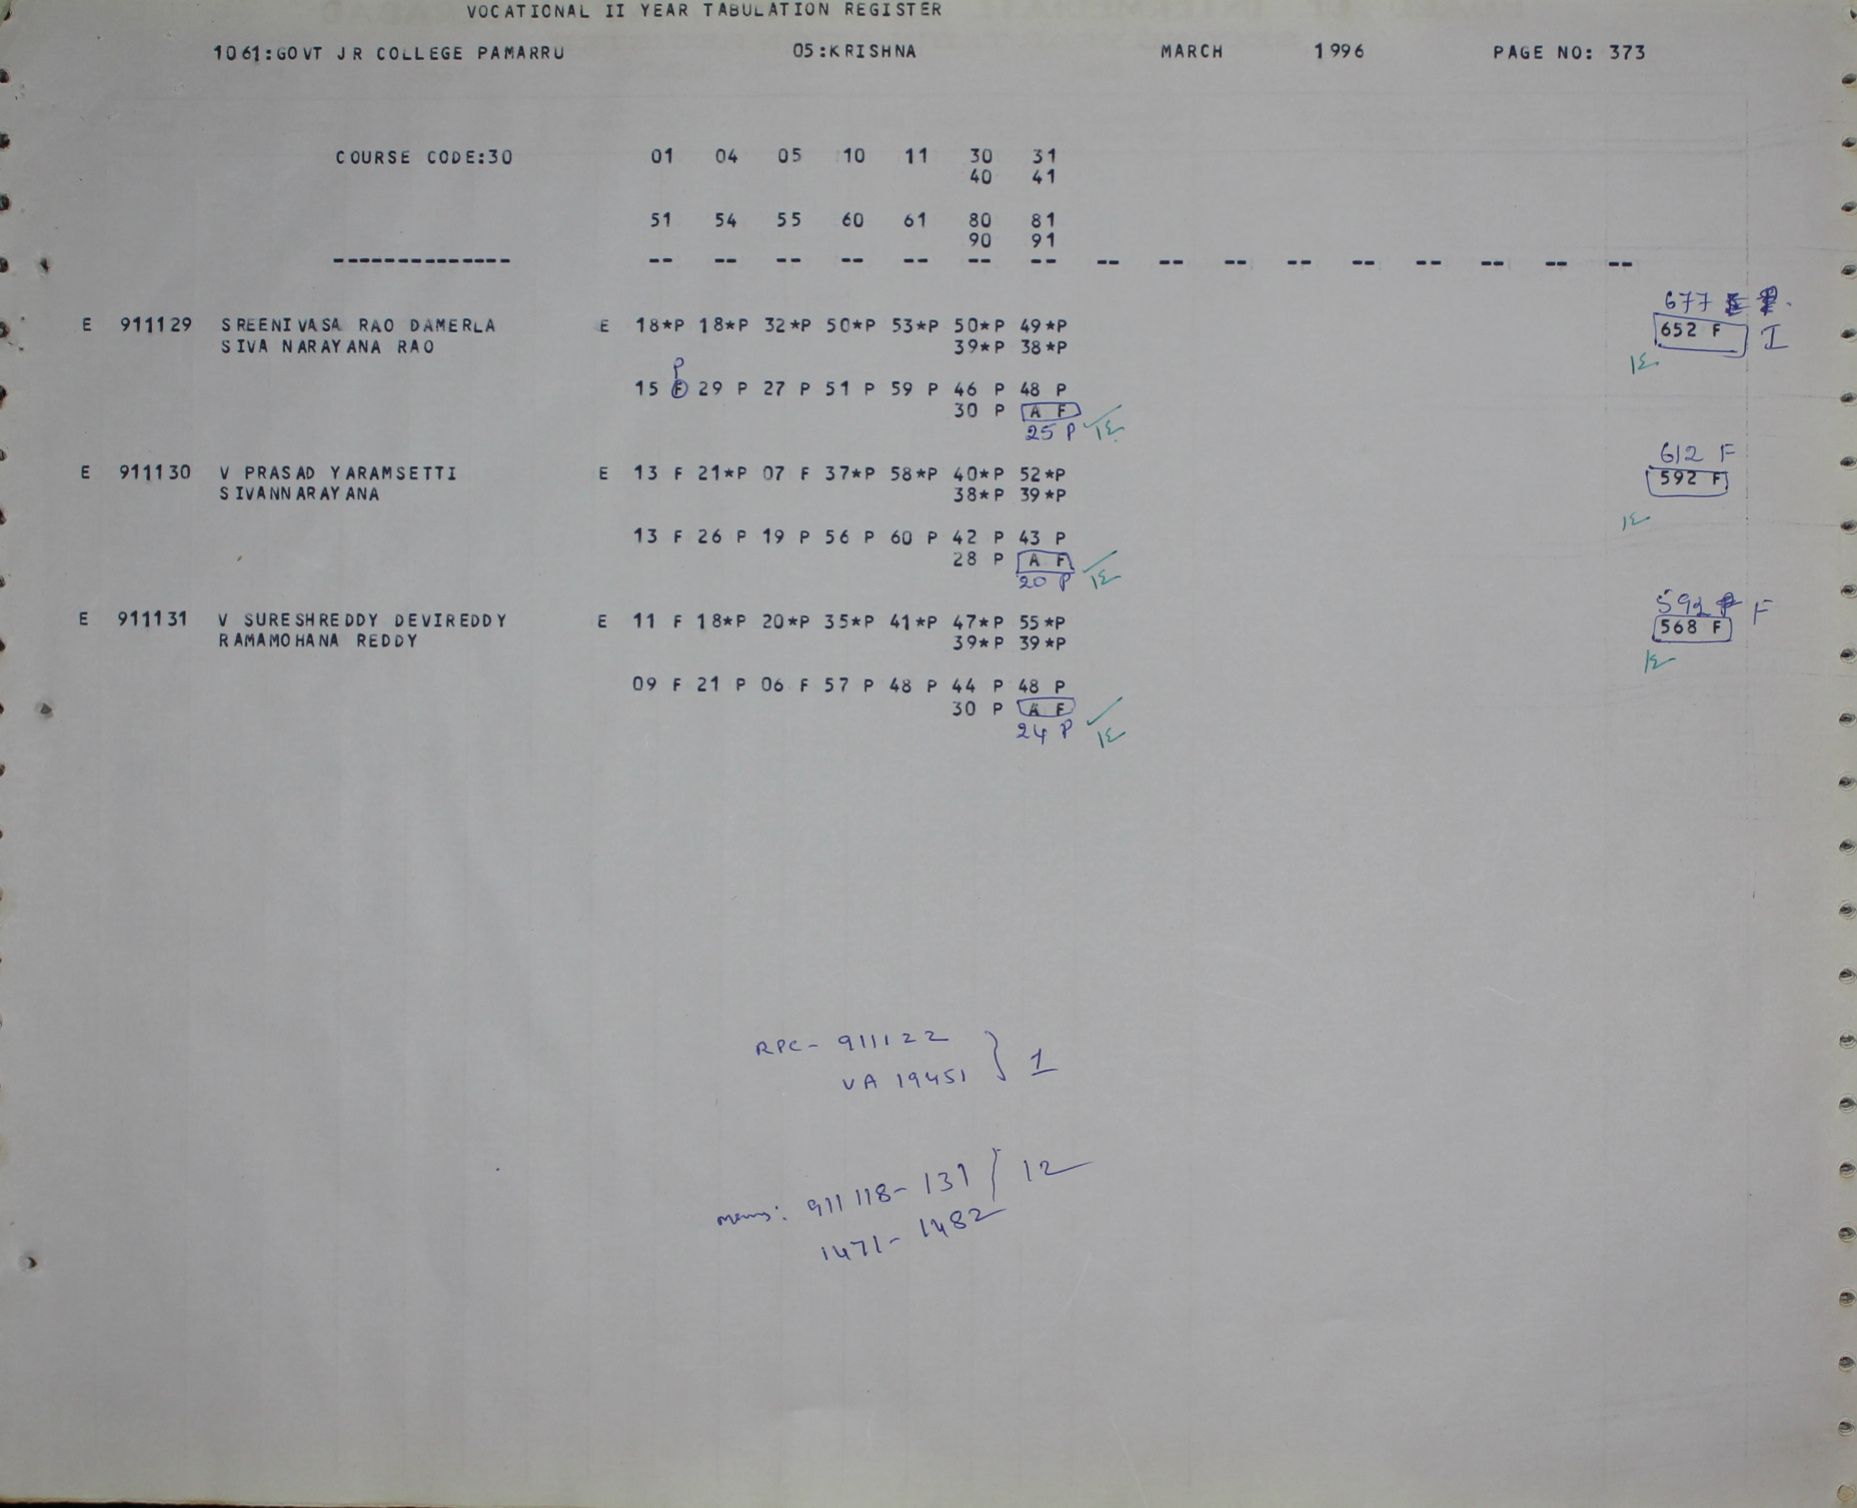 VOCATIONAL II YEAR TABULATION REGISTER
1061:GOVT JR COLLEGE PAMARRU 05:KRISHNA MARCH 1996 PAGE NO: 373
COURSE CODE:30 01 04 05 10 11 30 31
40 41
51 54 55 60 61 80 81
90 91
-------------- -- -- -- -- -- -- -- -- -- -- -- -- -- -- -- --
677
E 911129 SREENIVASA RAO DAMERLA E 18*P 18*P 32*P 50*P 53*P 50*P 49*P 652 F I
SIVA NARAYANA RAO 39*P 38*P
P
15 F 29 P 27 P 51 P 59 P 46 P 48 P
30 P A F
25 P
612 F
E 911130 V PRASAD YARAMSETTI E 13 F 21*P 07 F 37*P 58*P 40*P 52*P 592 F
SIVANNARAYANA 38*P 39*P
13 F 26 P 19 P 56 P 60 P 42 P 43 P
28 P A F
20 P
592 F
E 911131 V SURESHREDDY DEVIREDDY E 11 F 18*P 20*P 35*P 41*P 47*P 55*P 568 F
RAMAMOHANA REDDY 39*P 39*P
09 F 21 P 06 F 57 P 48 P 44 P 48 P
30 P A F
24 P
RPC- 911122
VA 19451 } 1
911118-131 } 12
1471-1482